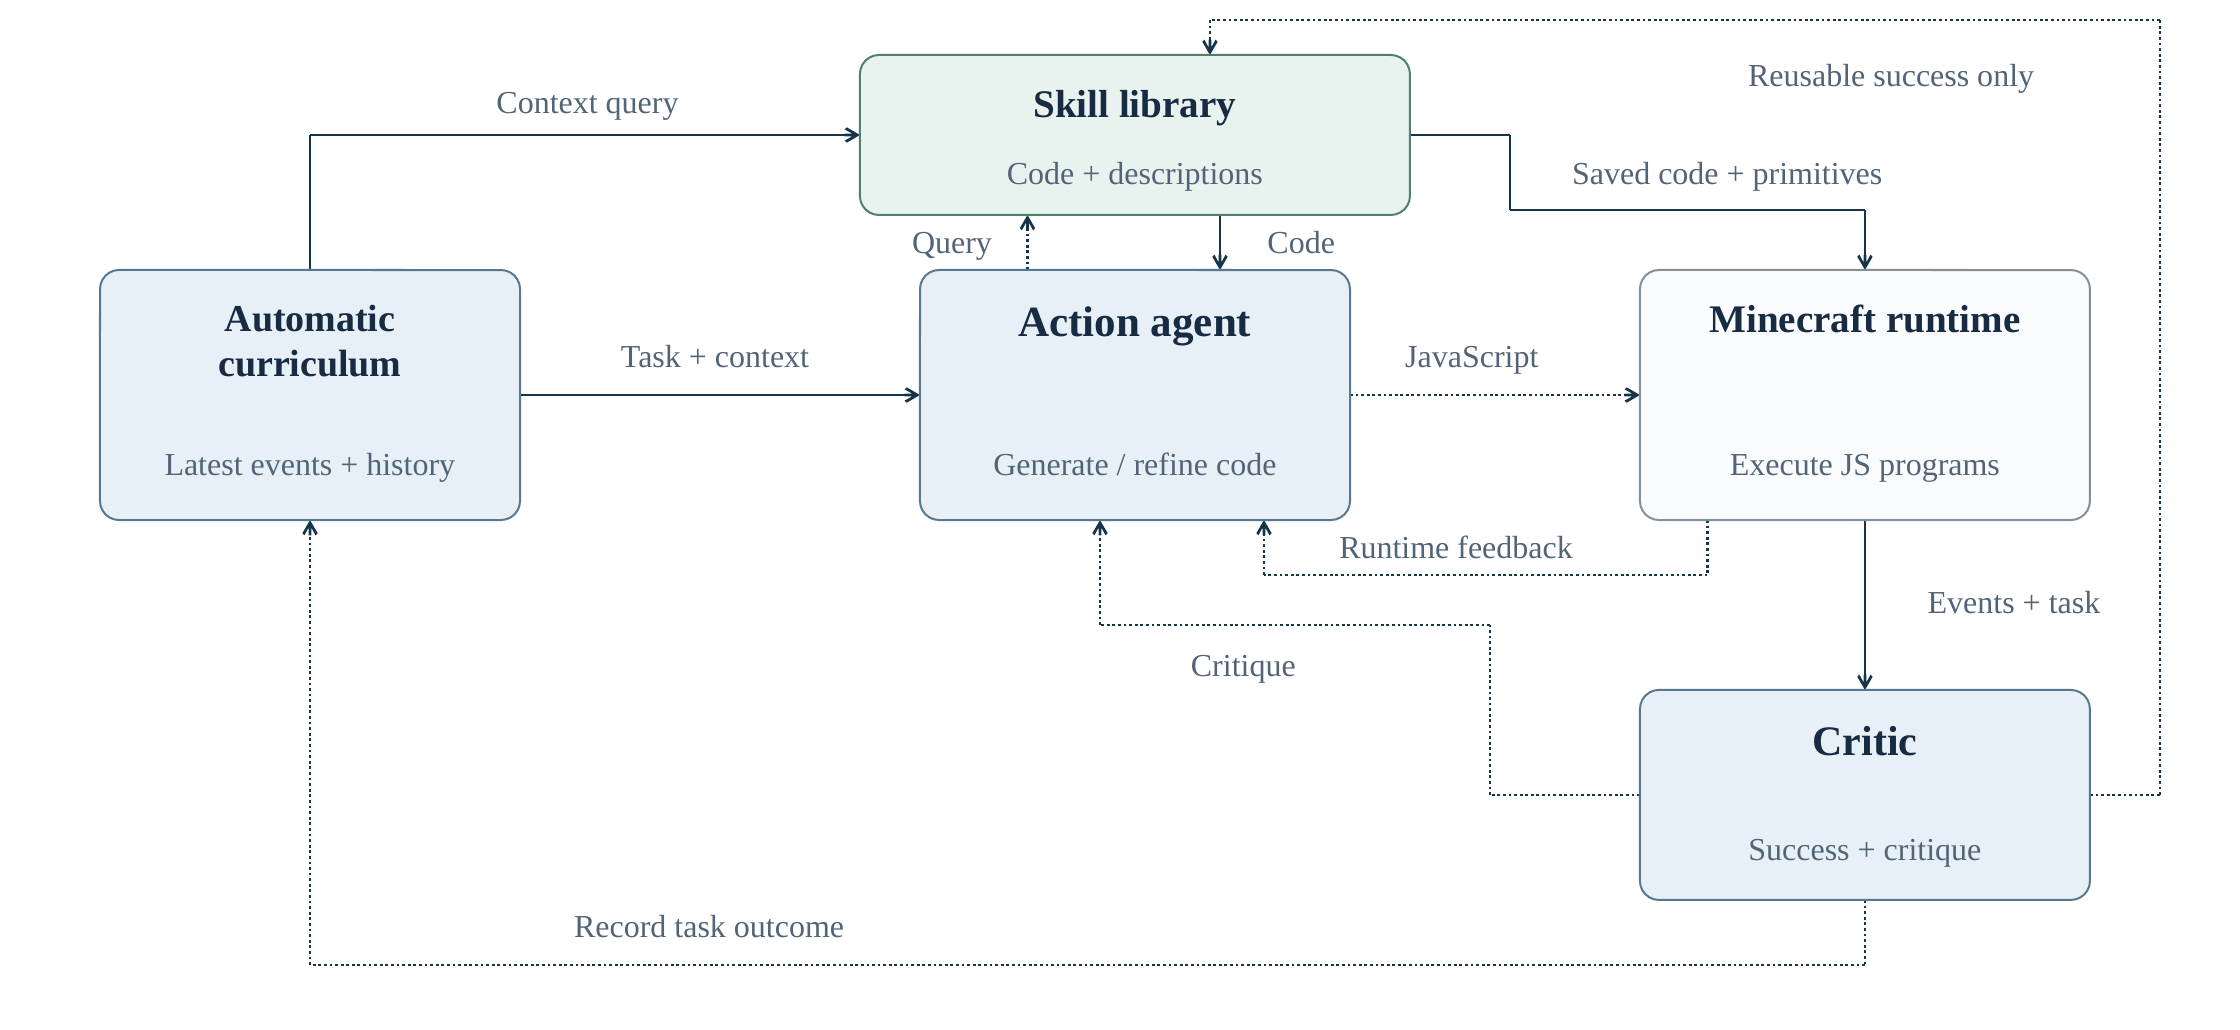 Reusable success only
Context query
Skill library
Code + descriptions
Saved code + primitives
Query
Code
Automatic
curriculum
Latest events + history
Task + context
Action agent
Generate / refine code
JavaScript
Minecraft runtime
Execute JS programs
Runtime feedback
Events + task
Critique
Critic
Success + critique
Record task outcome